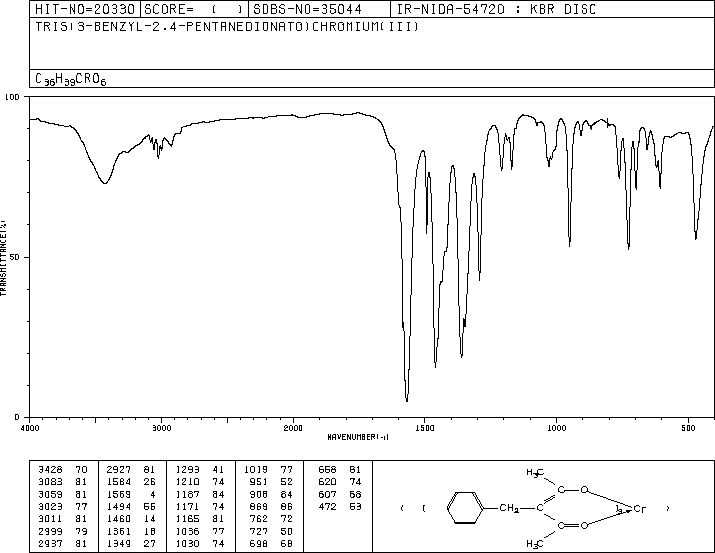 HIT-NO=20330 SCORE= ( ) SDBS-NO=35044 IR-NIDA-54720 : KBR DISC
TRIS(3-BENZYL-2,4-PENTANEDIONATO)CHROMIUM(III)
C36H39CRO6
100
50
0
TRANSMITTANCE(%)
4000 3000 2000 1500 1000 500
WAVENUMBER(-1)
3428 70 2927 81 1293 41 1019 77 668 81
3083 81 1584 26 1210 74 951 52 620 74
3059 81 1569 4 1187 84 908 84 607 68
3023 77 1494 55 1171 74 869 86 472 53
3011 81 1460 14 1165 81 762 72
2999 79 1361 18 1036 77 727 50
2937 81 1349 27 1030 74 698 68
H3C
C O
( ( CH2 C )3 Cr )
C O
H3C